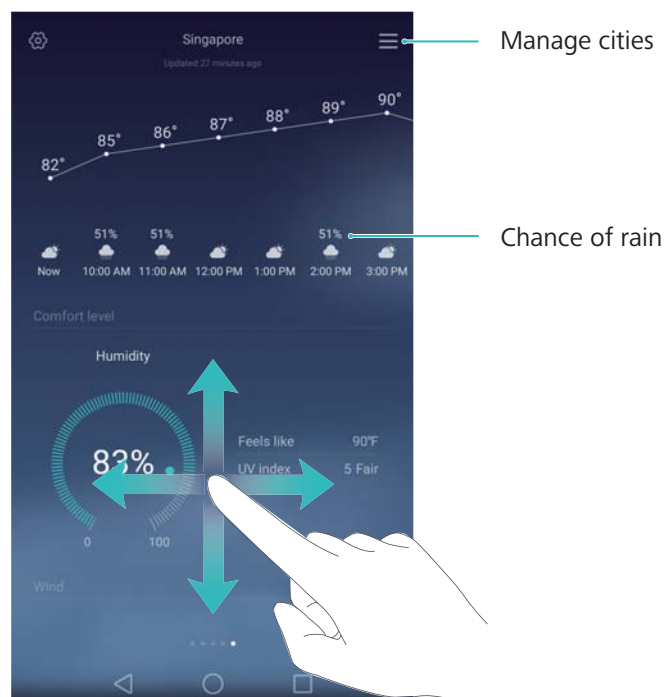 Singapore
Manage cities
Updated 27 minutes ago
82° 85° 86° 87° 88° 89° 90°
51% 51% 51%
Chance of rain
Now 10:00 AM 11:00 AM 12:00 PM 1:00 PM 2:00 PM 3:00 PM
Comfort level
Humidity
83%
0 100
Feels like 90°F
UV index 5 Fair
Wind